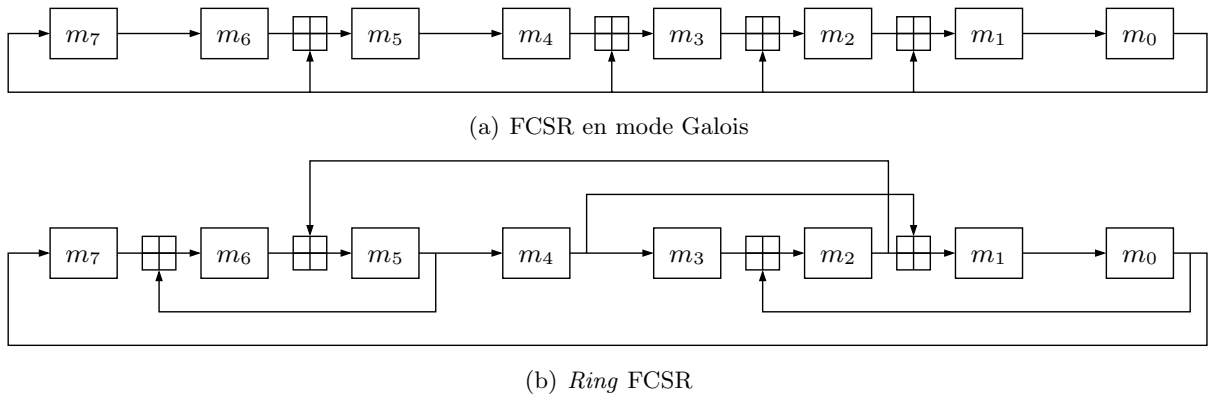 m₇ m₆ m₅ m₄ m₃ m₂ m₁ m₀
(a) FCSR en mode Galois
m₇ m₆ m₅ m₄ m₃ m₂ m₁ m₀
(b) Ring FCSR